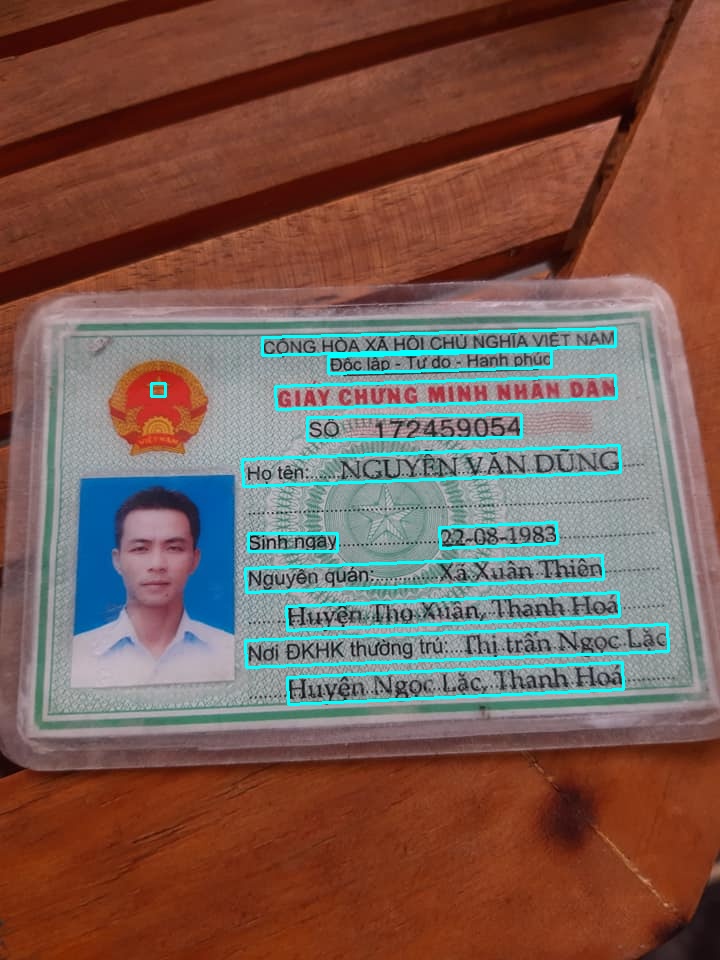 CỘNG HÒA XÃ HỘI CHỦ NGHĨA VIỆT NAM
Độc lập - Tự do - Hạnh phúc
GIẤY CHỨNG MINH NHÂN DÂN
SỐ 172459054
VIỆT NAM
Họ tên: NGUYỄN VĂN DŨNG
Sinh ngày 22-08-1983
Nguyên quán: Xã Xuân Thiên
Huyện Thọ Xuân, Thanh Hoá
Nơi ĐKHK thường trú: Thị trấn Ngọc Lặc
Huyện Ngọc Lặc, Thanh Hoá